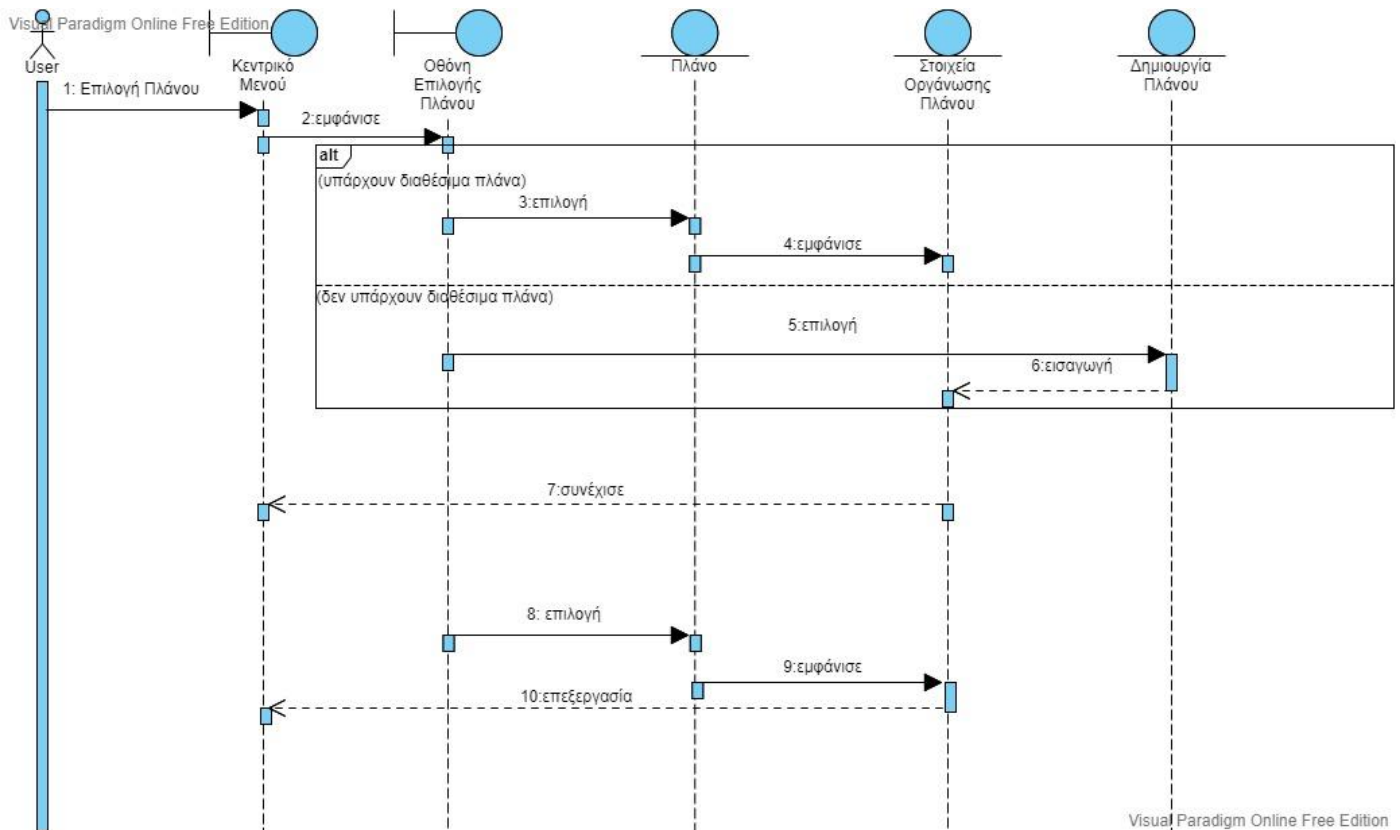 Visual Paradigm Online Free Edition
User
Κεντρικό
Μενού
Οθόνη
Επιλογής
Πλάνου
Πλάνο
Στοιχεία
Οργάνωσης
Πλάνου
Δημιουργία
Πλάνου
1: Επιλογή Πλάνου
2:εμφάνισε
alt
(υπάρχουν διαθέσιμα πλάνα)
3:επιλογή
4:εμφάνισε
(δεν υπάρχουν διαθέσιμα πλάνα)
5:επιλογή
6:εισαγωγή
7:συνέχισε
8: επιλογή
9:εμφάνισε
10:επεξεργασία
Visual Paradigm Online Free Edition